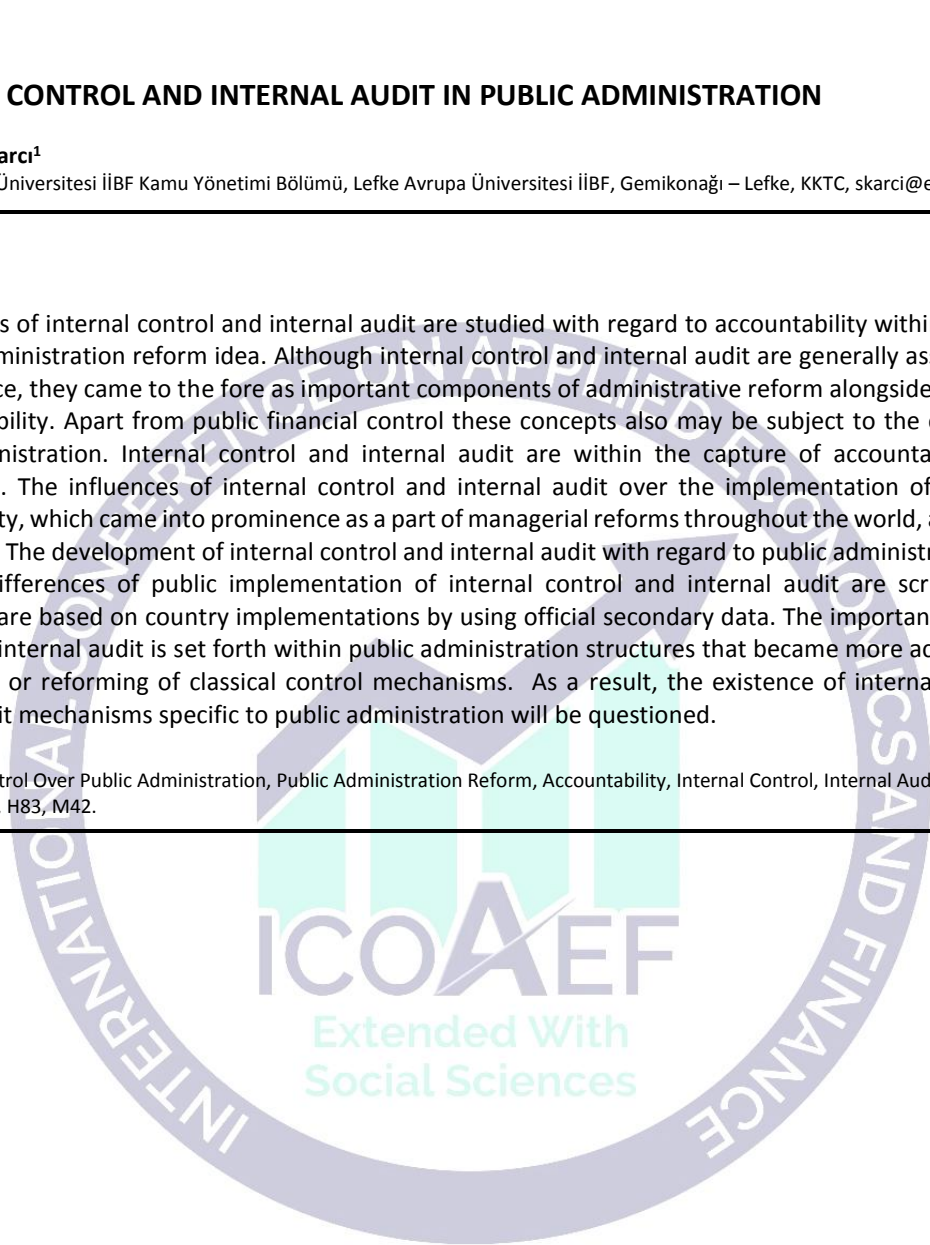 CONTROL AND INTERNAL AUDIT IN PUBLIC ADMINISTRATION
arcı¹
Üniversitesi İİBF Kamu Yönetimi Bölümü, Lefke Avrupa Üniversitesi İİBF, Gemikonağı – Lefke, KKTC, skarci@e
s of internal control and internal audit are studied with regard to accountability withi
ministration reform idea. Although internal control and internal audit are generally as
ce, they came to the fore as important components of administrative reform alongside
bility. Apart from public financial control these concepts also may be subject to the
inistration. Internal control and internal audit are within the capture of accounta
. The influences of internal control and internal audit over the implementation of
ty, which came into prominence as a part of managerial reforms throughout the world, a
The development of internal control and internal audit with regard to public administr
ifferences of public implementation of internal control and internal audit are scr
are based on country implementations by using official secondary data. The importan
internal audit is set forth within public administration structures that became more ac
or reforming of classical control mechanisms. As a result, the existence of interna
it mechanisms specific to public administration will be questioned.
trol Over Public Administration, Public Administration Reform, Accountability, Internal Control, Internal Aud
H83, M42.
INTERNATIONAL CONFERENCE ON APPLIED ECONOMICS AND FINANCE
ICOAEF
Extended With
Social Sciences